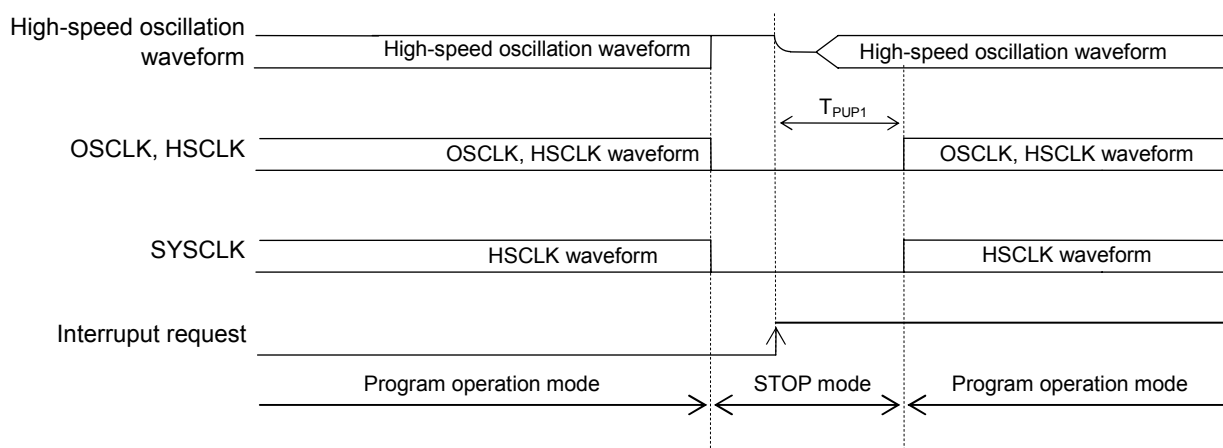 High-speed oscillation
waveform
High-speed oscillation waveform
High-speed oscillation waveform
TPUP1
OSCLK, HSCLK
OSCLK, HSCLK waveform
OSCLK, HSCLK waveform
SYSCLK
HSCLK waveform
HSCLK waveform
Interruput request
Program operation mode
STOP mode
Program operation mode